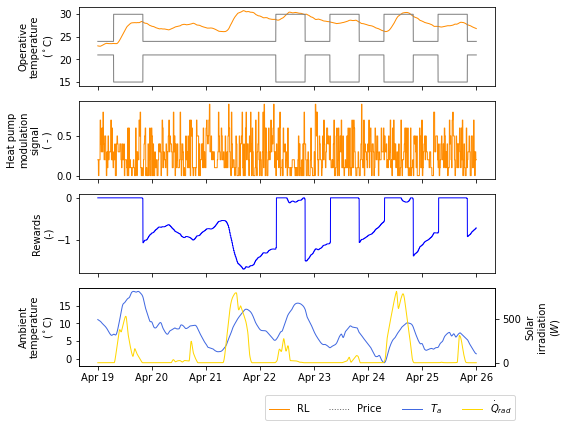 Operative
temperature
(°C)
30
25
20
15
Heat pump
modulation
signal
( - )
0.5
0.0
Rewards
(-)
0
−1
Ambient
temperature
(°C)
15
10
5
0
500
0
Solar
irradiation
(W)
Apr 19 Apr 20 Apr 21 Apr 22 Apr 23 Apr 24 Apr 25 Apr 26
RL Price T_a Q̇_rad